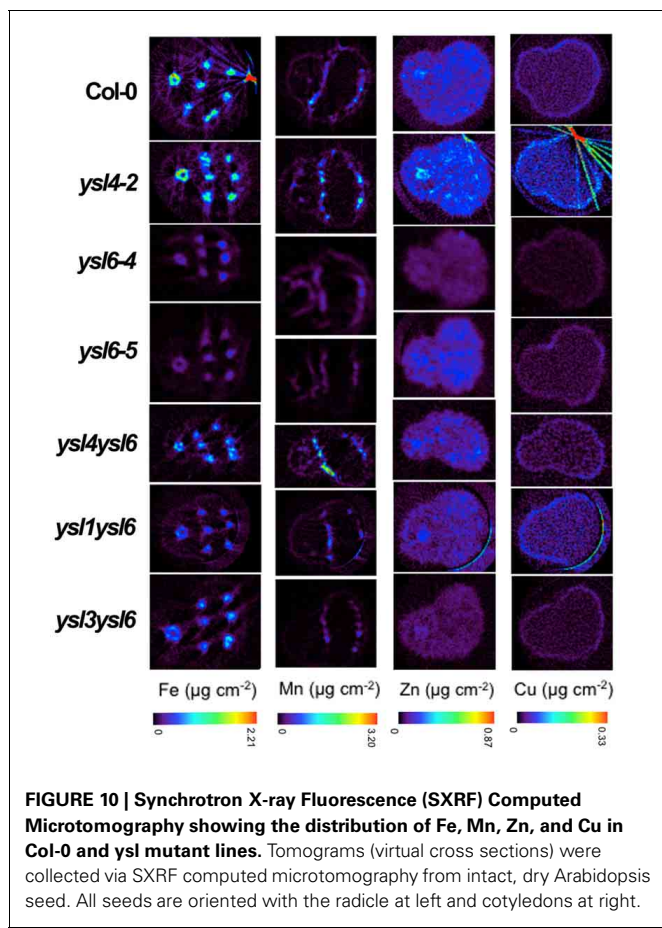 Col-0
ysl4-2
ysl6-4
ysl6-5
ysl4ysl6
ysl1ysl6
ysl3ysl6
Fe (µg cm-2) Mn (µg cm-2) Zn (µg cm-2) Cu (µg cm-2)
0 2.21 0 3.20 0 0.87 0 0.33
FIGURE 10 | Synchrotron X-ray Fluorescence (SXRF) Computed
Microtomography showing the distribution of Fe, Mn, Zn, and Cu in
Col-0 and ysl mutant lines. Tomograms (virtual cross sections) were
collected via SXRF computed microtomography from intact, dry Arabidopsis
seed. All seeds are oriented with the radicle at left and cotyledons at right.